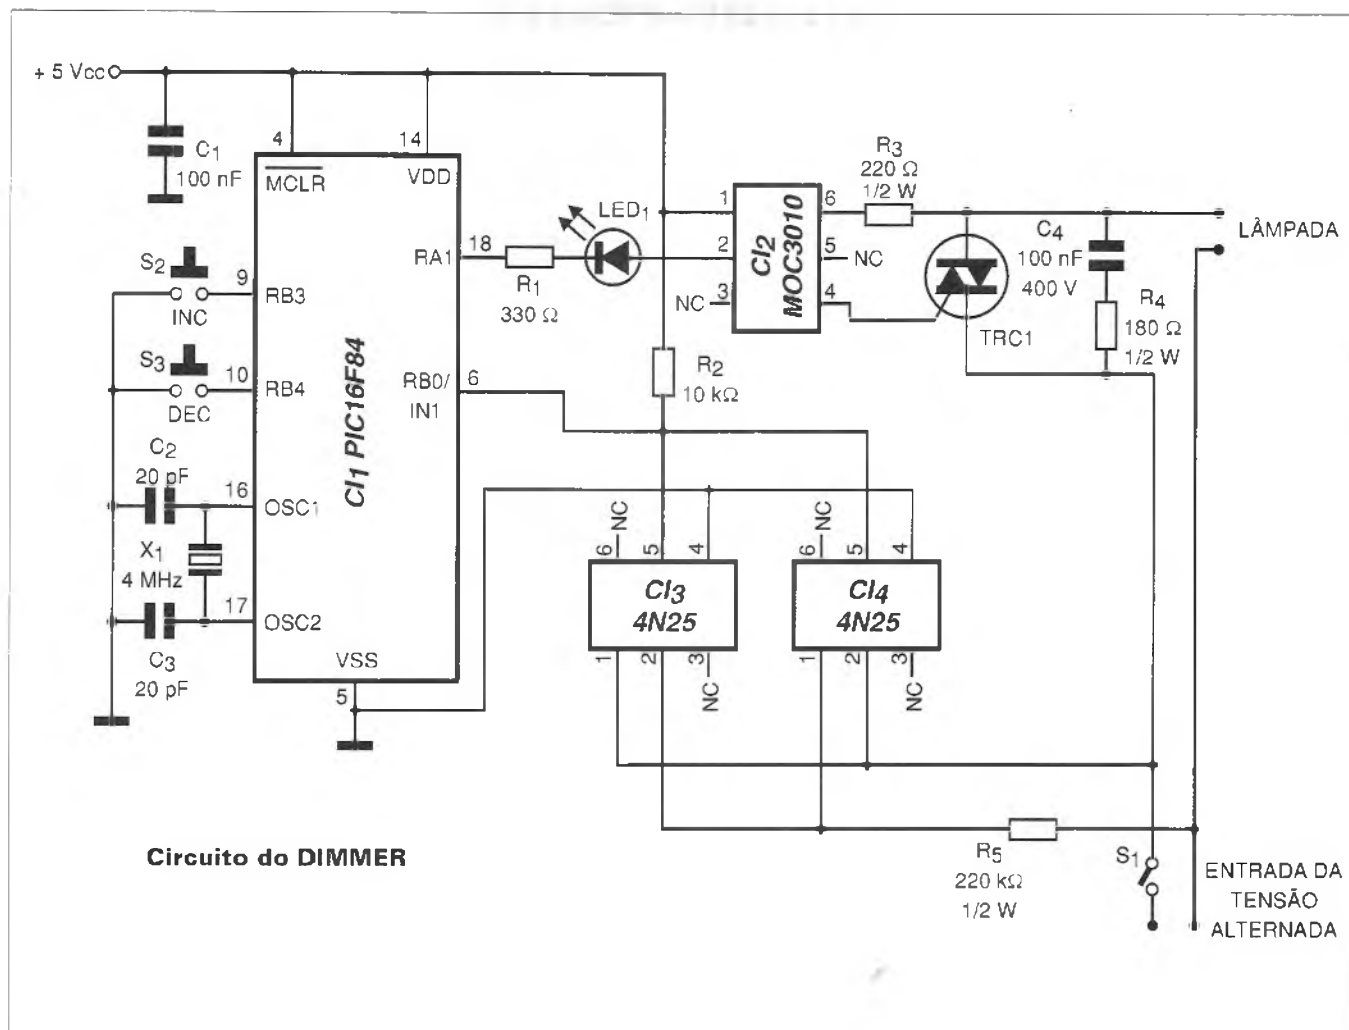 + 5 Vcc
4
14
C1
100 nF
MCLR
VDD
R3
220 Ω
1/2 W
LED1
1
6
LÂMPADA
S2
9
RB3
INC
RA1
18
R1
330 Ω
2
5
NC
NC
3
4
CI2
MOC3010
C4
100 nF
400 V
TRC1
R4
180 Ω
1/2 W
S3
10
RB4
DEC
CI1 PIC16F84
RB0/
IN1
6
R2
10 kΩ
C2
20 pF
16
OSC1
X1
4 MHz
17
OSC2
C3
20 pF
VSS
5
NC
6
5
4
CI3
4N25
1
2
3
NC
NC
6
5
4
CI4
4N25
1
2
3
NC
Circuito do DIMMER
R5
220 kΩ
1/2 W
S1
ENTRADA DA
TENSÃO
ALTERNADA